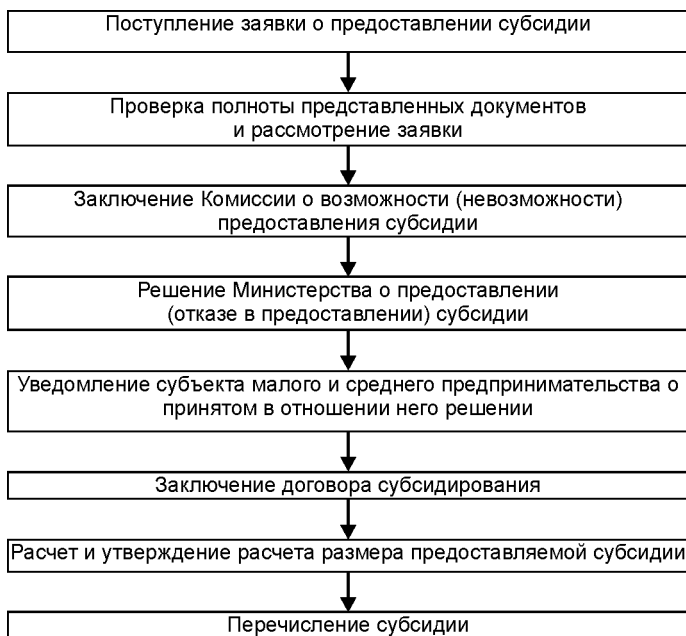 Поступление заявки о предоставлении субсидии
Проверка полноты представленных документов
и рассмотрение заявки
Заключение Комиссии о возможности (невозможности)
предоставления субсидии
Решение Министерства о предоставлении
(отказе в предоставлении) субсидии
Уведомление субъекта малого и среднего предпринимательства о
принятом в отношении него решении
Заключение договора субсидирования
Расчет и утверждение расчета размера предоставляемой субсидии
Перечисление субсидии